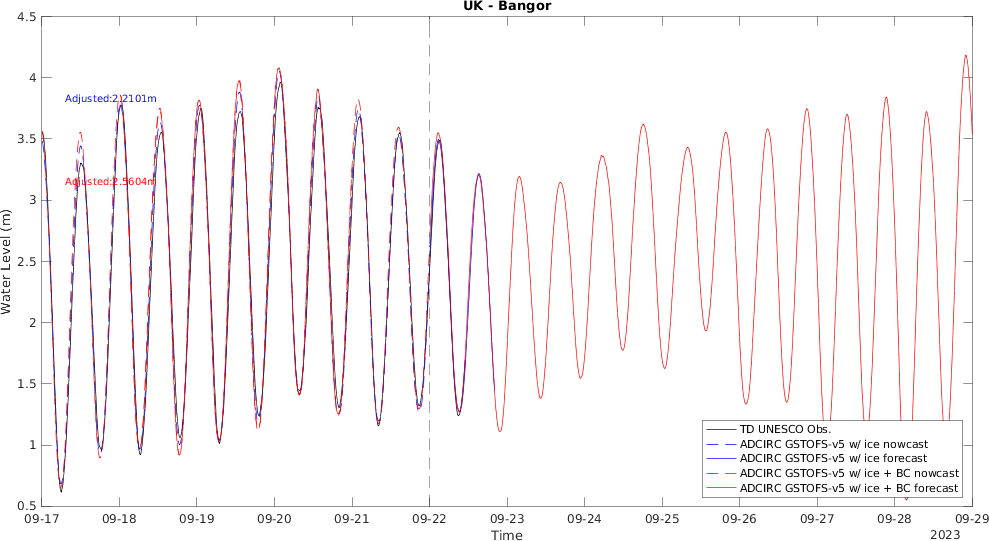 UK - Bangor
4.5
4
3.5
3
2.5
2
1.5
1
0.5
Water Level (m)
Adjusted:2.2101m
Adjusted:2.5604m
TD UNESCO Obs.
ADCIRC GSTOFS-v5 w/ ice nowcast
ADCIRC GSTOFS-v5 w/ ice forecast
ADCIRC GSTOFS-v5 w/ ice + BC nowcast
ADCIRC GSTOFS-v5 w/ ice + BC forecast
09-17 09-18 09-19 09-20 09-21 09-22 09-23 09-24 09-25 09-26 09-27 09-28 09-29
Time
2023